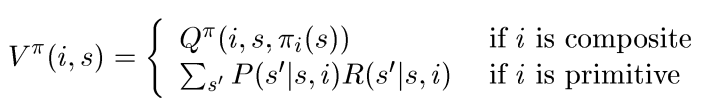 V^π(i, s) = { Q^π(i, s, π_i(s)) if i is composite
∑_{s'} P(s'|s, i)R(s'|s, i) if i is primitive